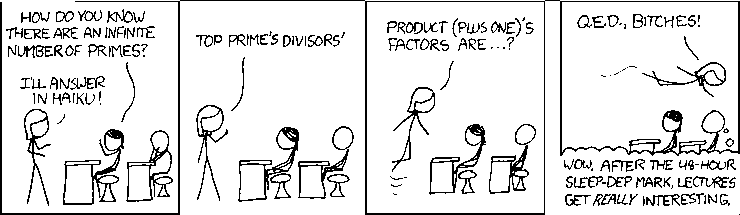 HOW DO YOU KNOW
THERE ARE AN INFINITE
NUMBER OF PRIMES?
I'LL ANSWER
IN HAIKU!
TOP PRIME'S DIVISORS'
PRODUCT (PLUS ONE)'S
FACTORS ARE...?
Q.E.D., BITCHES!
WOW. AFTER THE 48-HOUR
SLEEP-DEP MARK, LECTURES
GET REALLY INTERESTING.